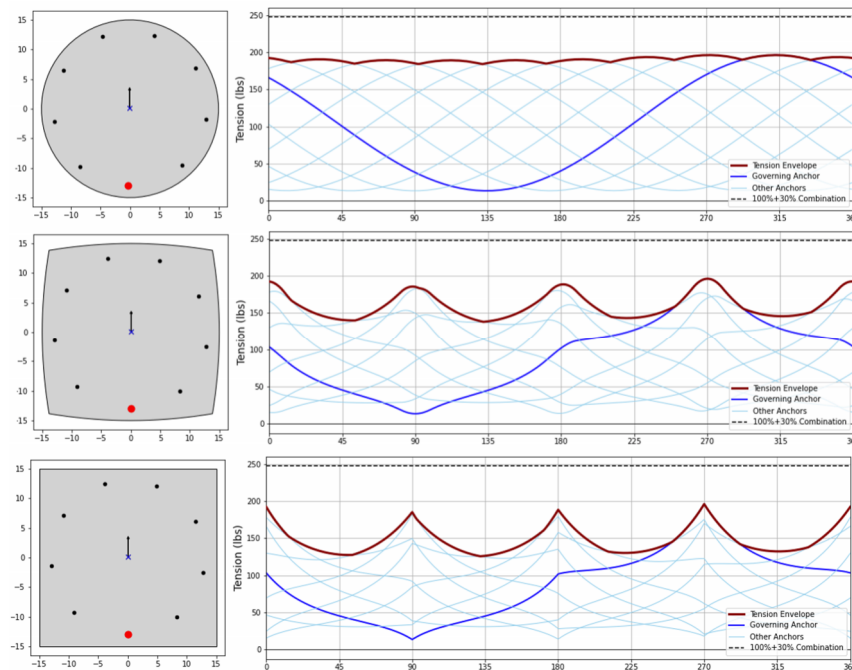 15
10
5
0
−5
−10
−15
−15 −10 −5 0 5 10 15
Tension (lbs)
250
200
150
100
50
0
0 45 90 135 180 225 270 315 36
Tension Envelope
Governing Anchor
Other Anchors
100%+30% Combination
15
10
5
0
−5
−10
−15
−15 −10 −5 0 5 10 15
Tension (lbs)
250
200
150
100
50
0
0 45 90 135 180 225 270 315 36
Tension Envelope
Governing Anchor
Other Anchors
100%+30% Combination
15
10
5
0
−5
−10
−15
−15 −10 −5 0 5 10 15
Tension (lbs)
250
200
150
100
50
0
0 45 90 135 180 225 270 315 36
Tension Envelope
Governing Anchor
Other Anchors
100%+30% Combination